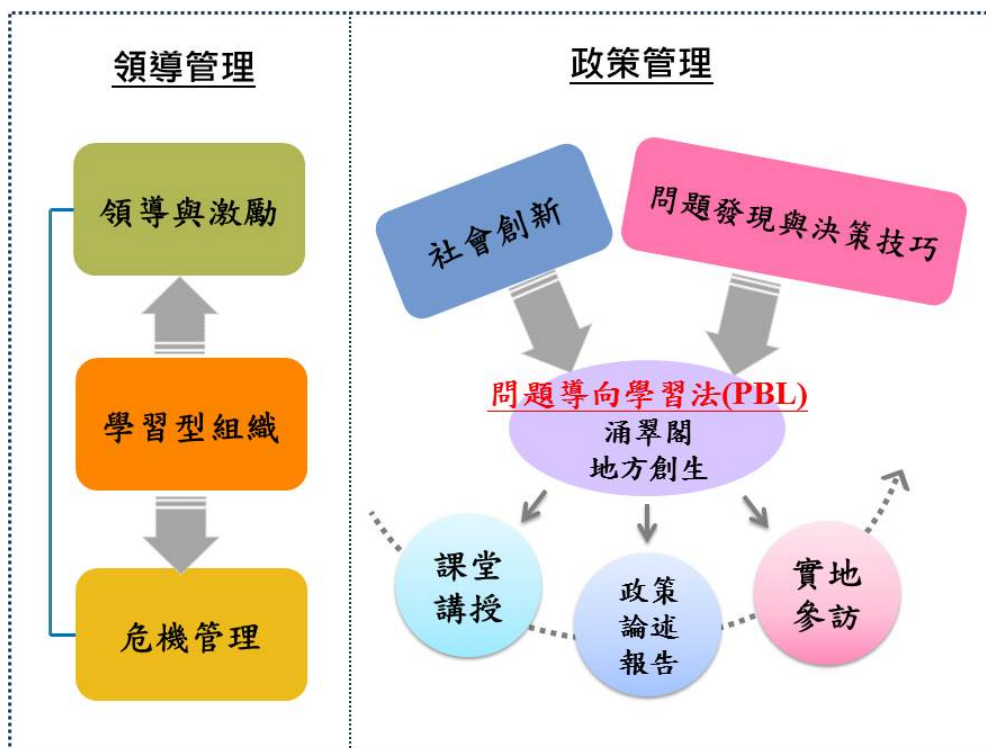 領導管理
領導與激勵
學習型組織
危機管理
政策管理
社會創新
問題發現與決策技巧
問題導向學習法(PBL)
涌翠閣
地方創生
課堂
講授
政策
論述
報告
實地
參訪